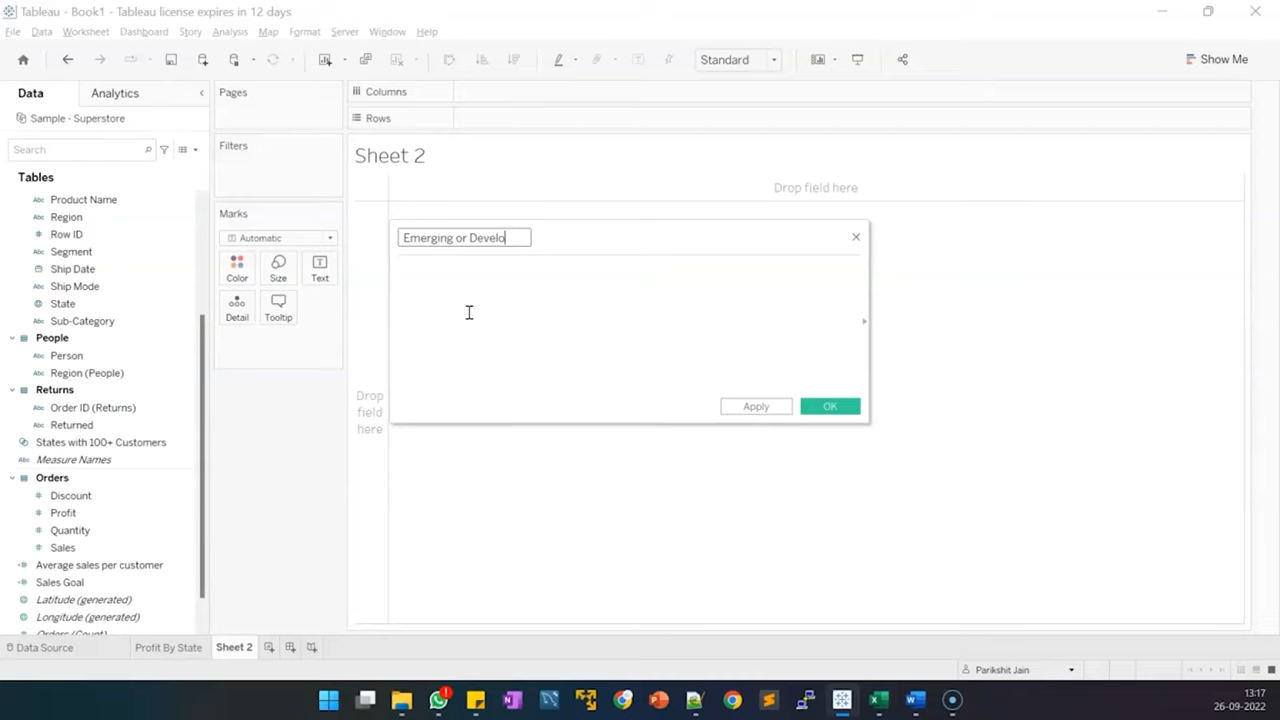 Tableau - Book1 - Tableau license expires in 12 days
File Data Worksheet Dashboard Story Analysis Map Format Server Window Help
Standard
Show Me
Data Analytics
Pages
Columns
Sample - Superstore
Rows
Search
Filters
Sheet 2
Tables
Drop field here
Product Name
Region
Marks
Row ID
Automatic
Emerging or Develo
Segment
Ship Date
Color Size Text
Ship Mode
State
Detail Tooltip
Sub-Category
People
Person
Region (People)
Returns
Drop
field
here
Order ID (Returns)
Apply OK
Returned
States with 100+ Customers
Measure Names
Orders
Discount
Profit
Quantity
Sales
Average sales per customer
Sales Goal
Latitude (generated)
Longitude (generated)
Orders (Count)
Data Source Profit By State Sheet 2
Parikshit Jain
13:17
26-09-2022